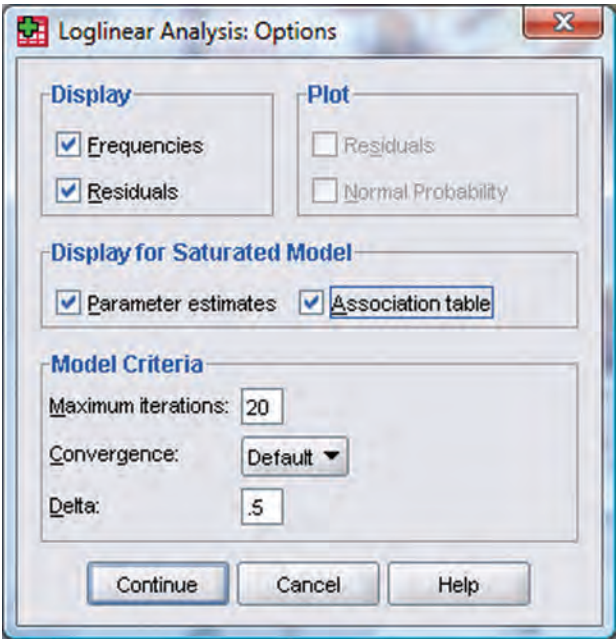 Loglinear Analysis: Options
Display
Frequencies
Residuals
Plot
Residuals
Normal Probability
Display for Saturated Model
Parameter estimates
Association table
Model Criteria
Maximum iterations: 20
Convergence: Default
Delta: .5
Continue Cancel Help